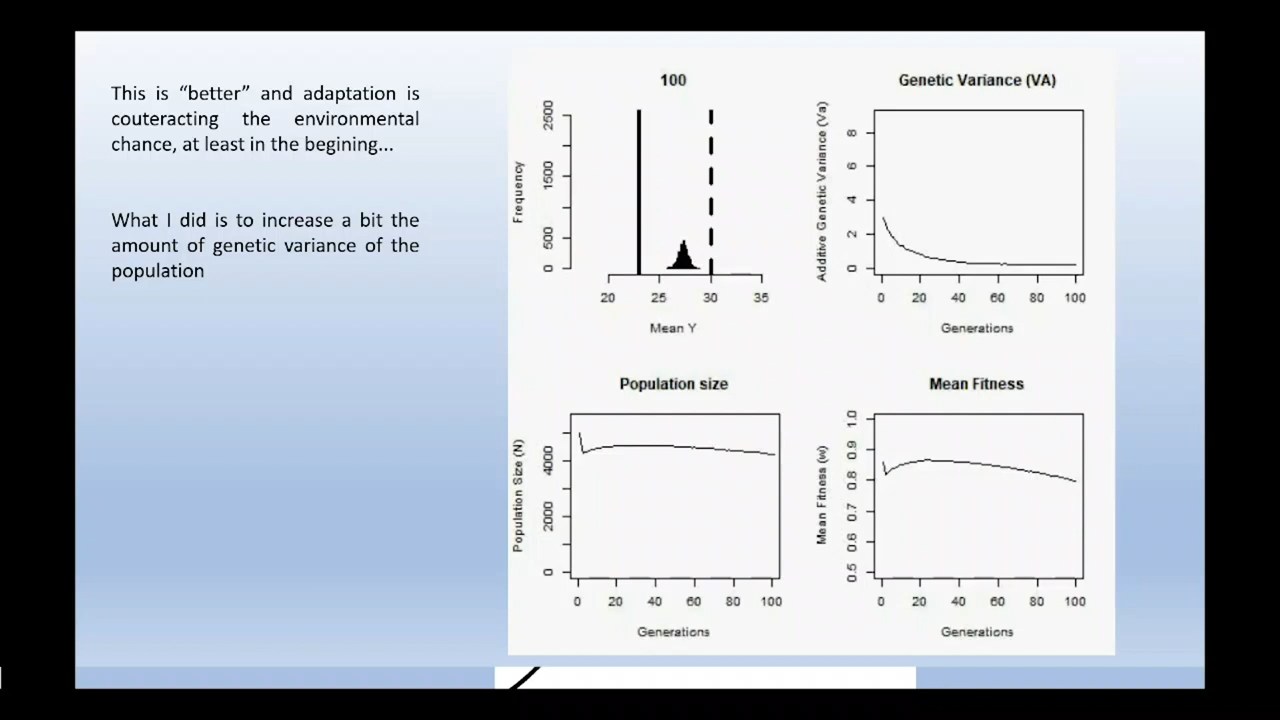 This is “better” and adaptation is
couteracting the environmental
chance, at least in the begining...
What I did is to increase a bit the
amount of genetic variance of the
population
100
Frequency
2500
1500
500
0
20 25 30 35
Mean Y
Genetic Variance (VA)
Additive Genetic Variance (Va)
8
6
4
2
0
0 20 40 60 80 100
Generations
Population size
Population Size (N)
4000
2000
0
0 20 40 60 80 100
Generations
Mean Fitness
Mean Fitness (w)
1.0
0.9
0.8
0.7
0.6
0.5
0 20 40 60 80 100
Generations